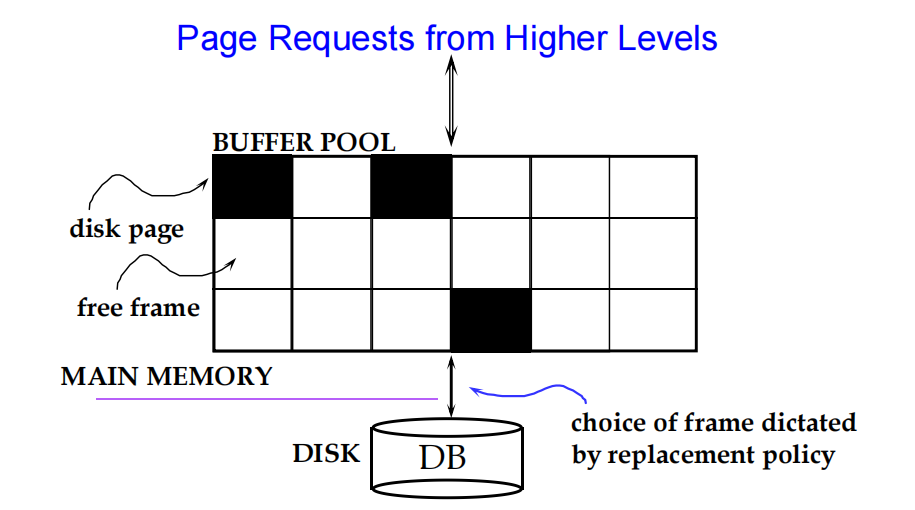 Page Requests from Higher Levels
BUFFER POOL
disk page
free frame
MAIN MEMORY
choice of frame dictated
by replacement policy
DISK
DB